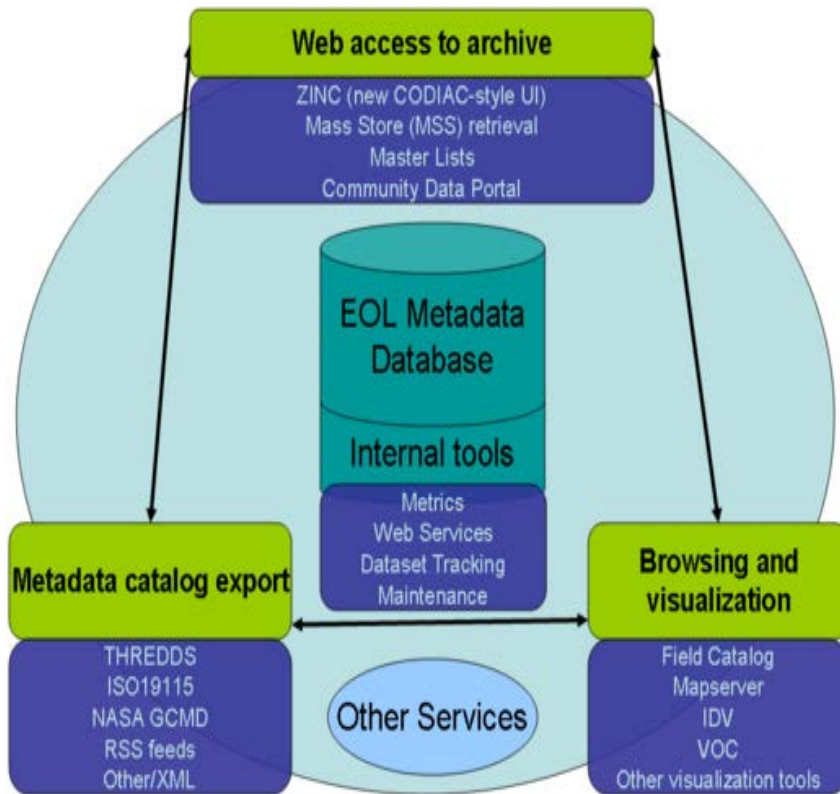 Web access to archive
ZINC (new CODIAC-style UI)
Mass Store (MSS) retrieval
Master Lists
Community Data Portal
EOL Metadata
Database
Internal tools
Metrics
Web Services
Dataset Tracking
Maintenance
Metadata catalog export
THREDDS
ISO19115
NASA GCMD
RSS feeds
Other/XML
Browsing and
visualization
Field Catalog
Mapserver
IDV
VOC
Other visualization tools
Other Services